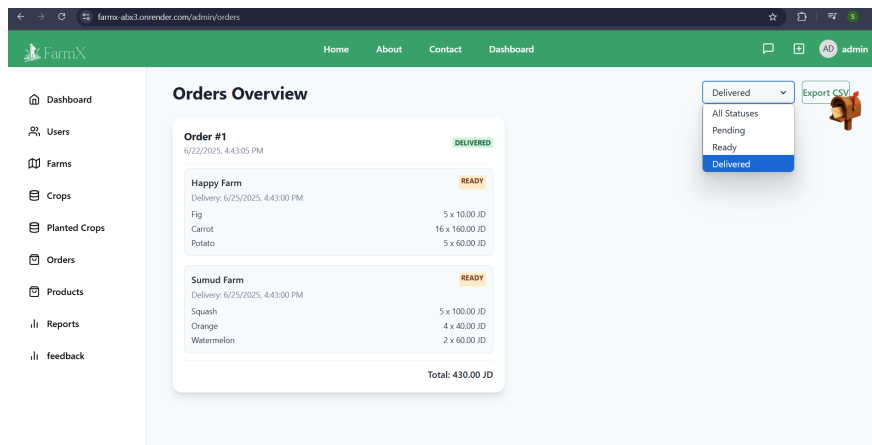 farmx-abx3.onrender.com/admin/orders
S
FarmX
Home About Contact Dashboard
AD admin
Dashboard
Users
Farms
Crops
Planted Crops
Orders
Products
Reports
feedback
Orders Overview
Delivered
Export CSV
All Statuses
Pending
Ready
Delivered
Order #1
6/22/2025, 4:43:05 PM
DELIVERED
Happy Farm READY
Delivery: 6/25/2025, 4:43:00 PM
Fig 5 x 10.00 JD
Carrot 16 x 160.00 JD
Potato 5 x 60.00 JD
Sumud Farm READY
Delivery: 6/25/2025, 4:43:00 PM
Squash 5 x 100.00 JD
Orange 4 x 40.00 JD
Watermelon 2 x 60.00 JD
Total: 430.00 JD